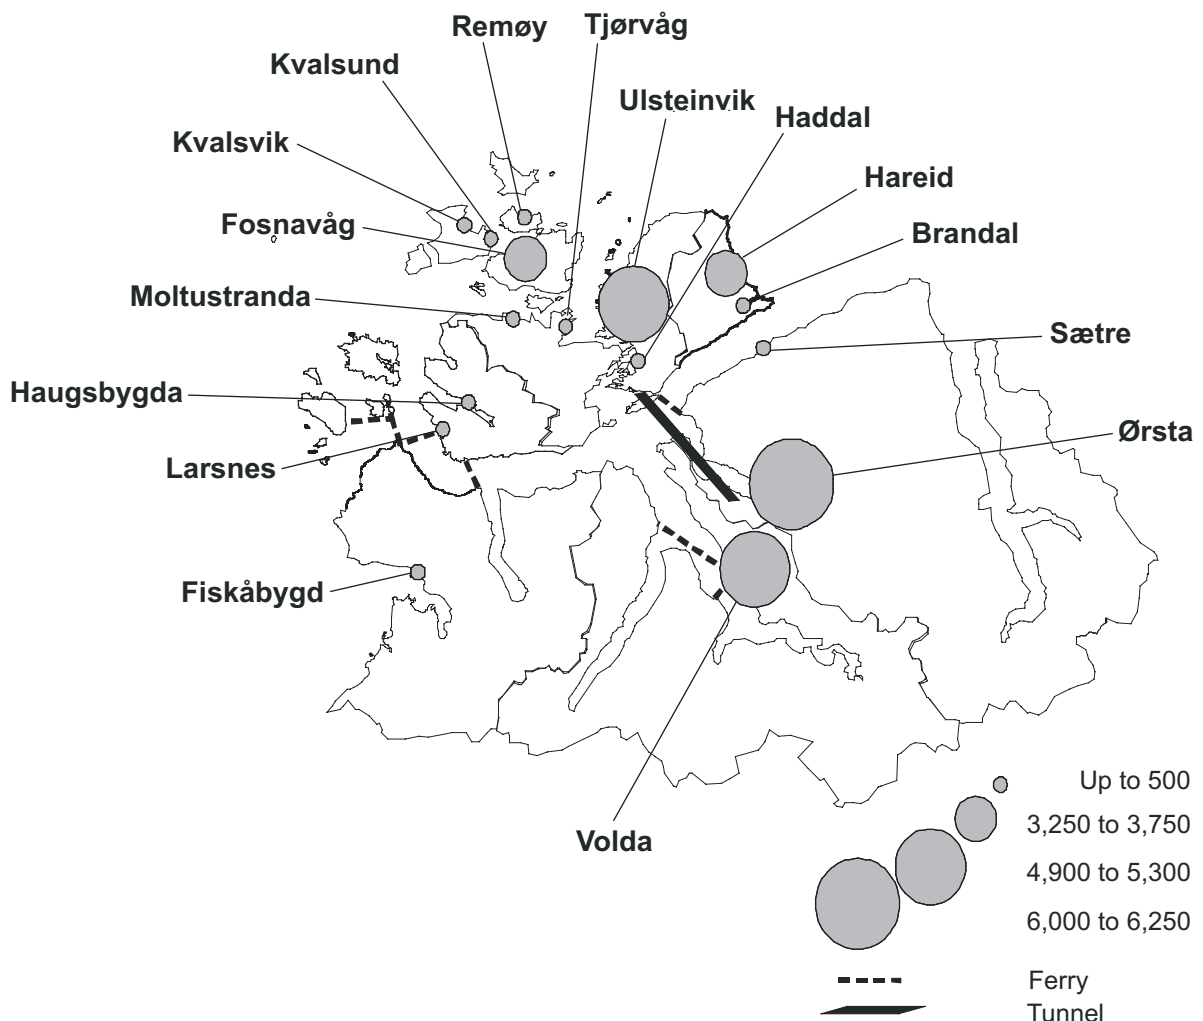 Remøy
Tjørvåg
Kvalsund
Ulsteinvik
Haddal
Kvalsvik
Hareid
Fosnavåg
Brandal
Moltustranda
Sætre
Haugsbygda
Ørsta
Larsnes
Fiskåbygd
Volda
Up to 500
3,250 to 3,750
4,900 to 5,300
6,000 to 6,250
Ferry
Tunnel